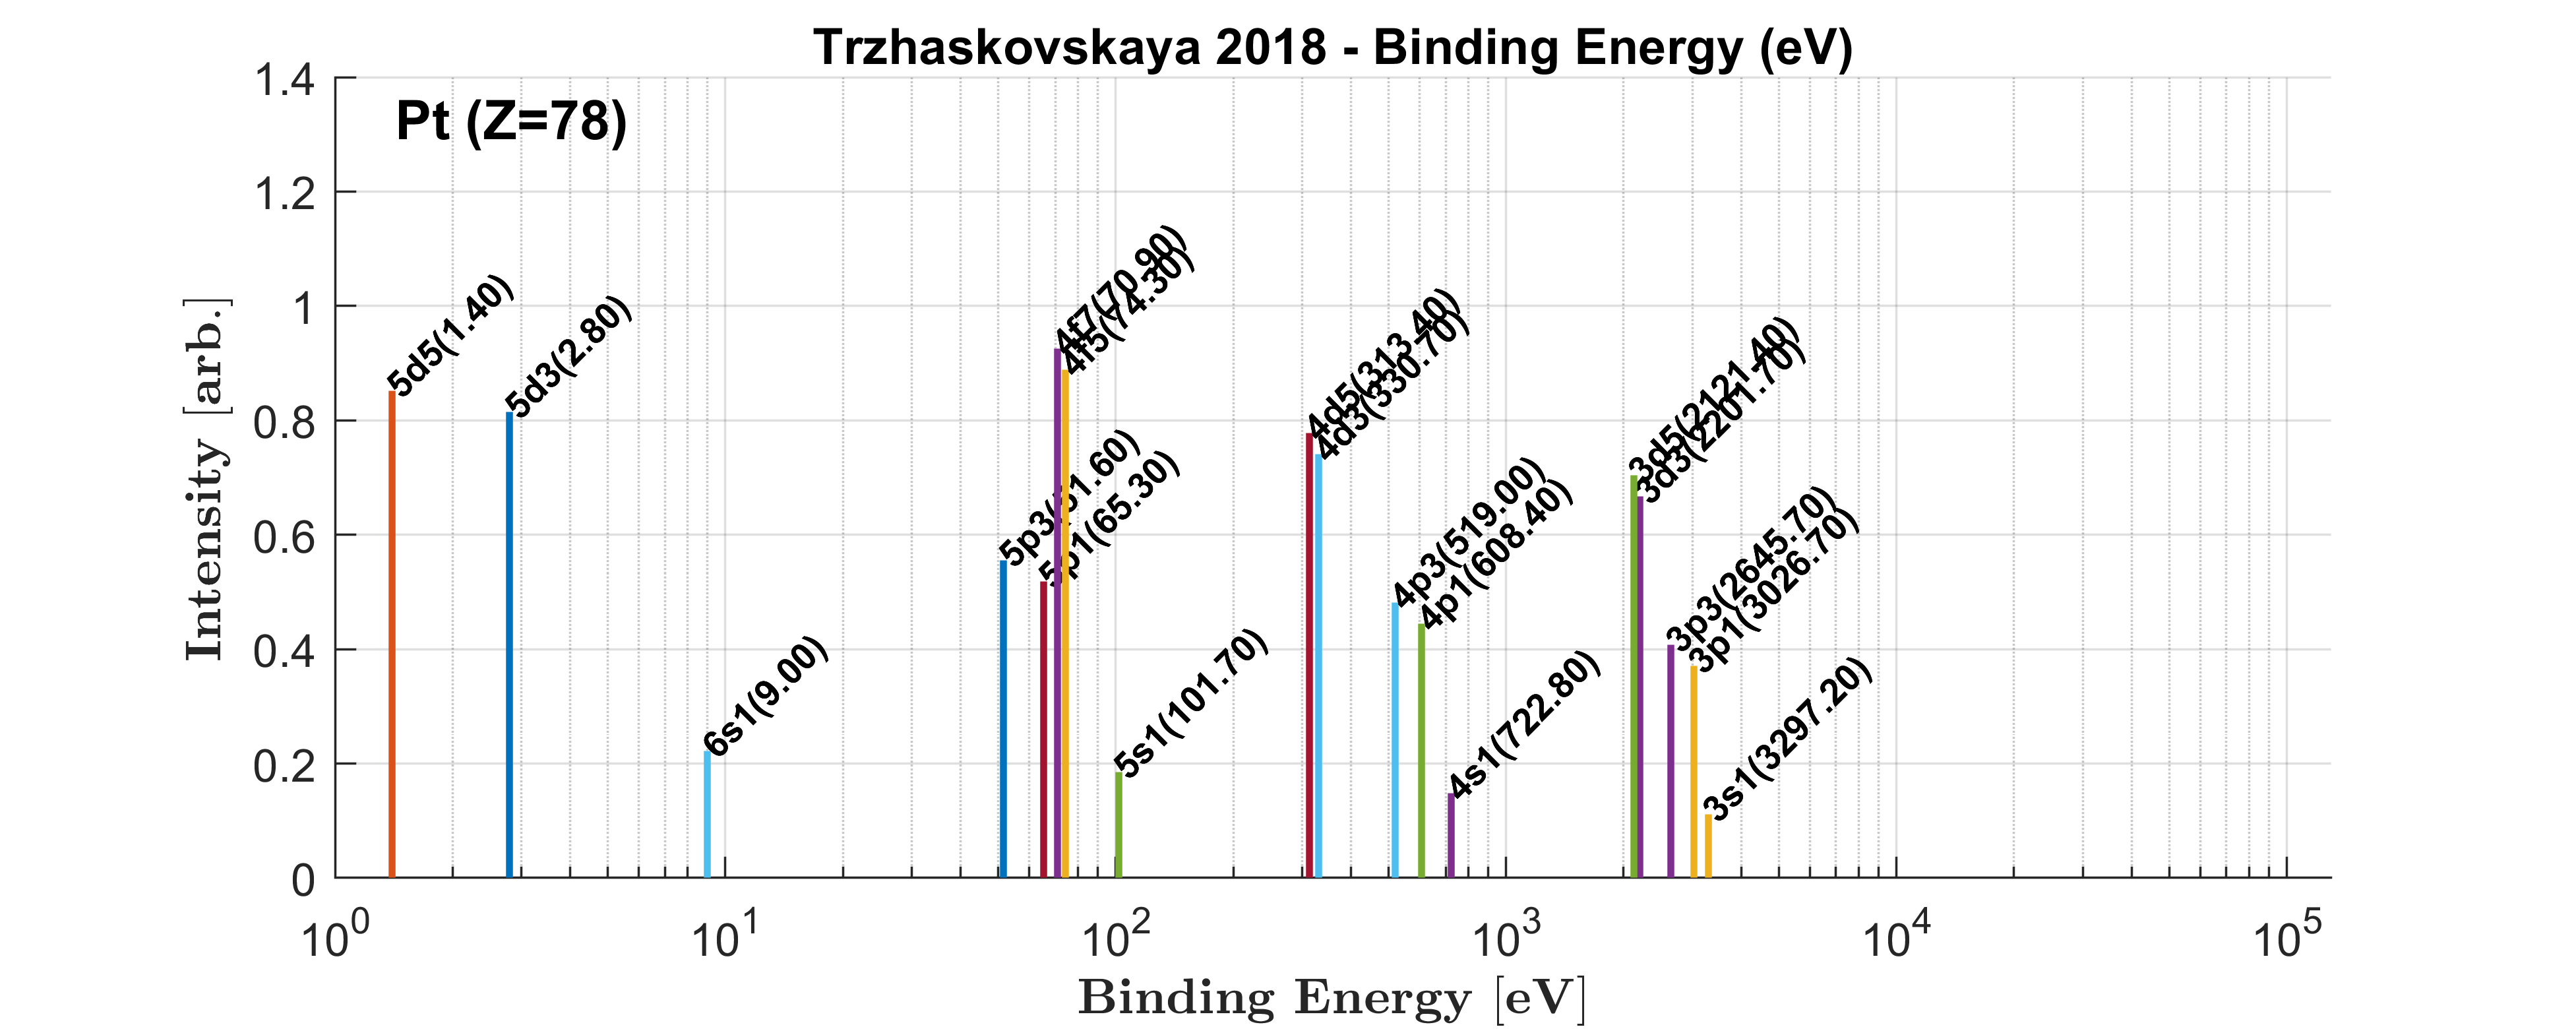 Trzhaskovskaya 2018 - Binding Energy (eV)
Pt (Z=78)
Intensity [arb.]
1.4
1.2
1
0.8
0.6
0.4
0.2
0
5d5(1.40)
5d3(2.80)
6s1(9.00)
5p3(51.60)
5p1(65.30)
4f7(70.90)
4f5(74.30)
5s1(101.70)
4d5(313.40)
4d3(330.70)
4p3(519.00)
4p1(608.40)
4s1(722.80)
3d5(2121.40)
3d3(2201.70)
3p3(2645.70)
3p1(3026.70)
3s1(3297.20)
10^0 10^1 10^2 10^3 10^4 10^5
Binding Energy [eV]